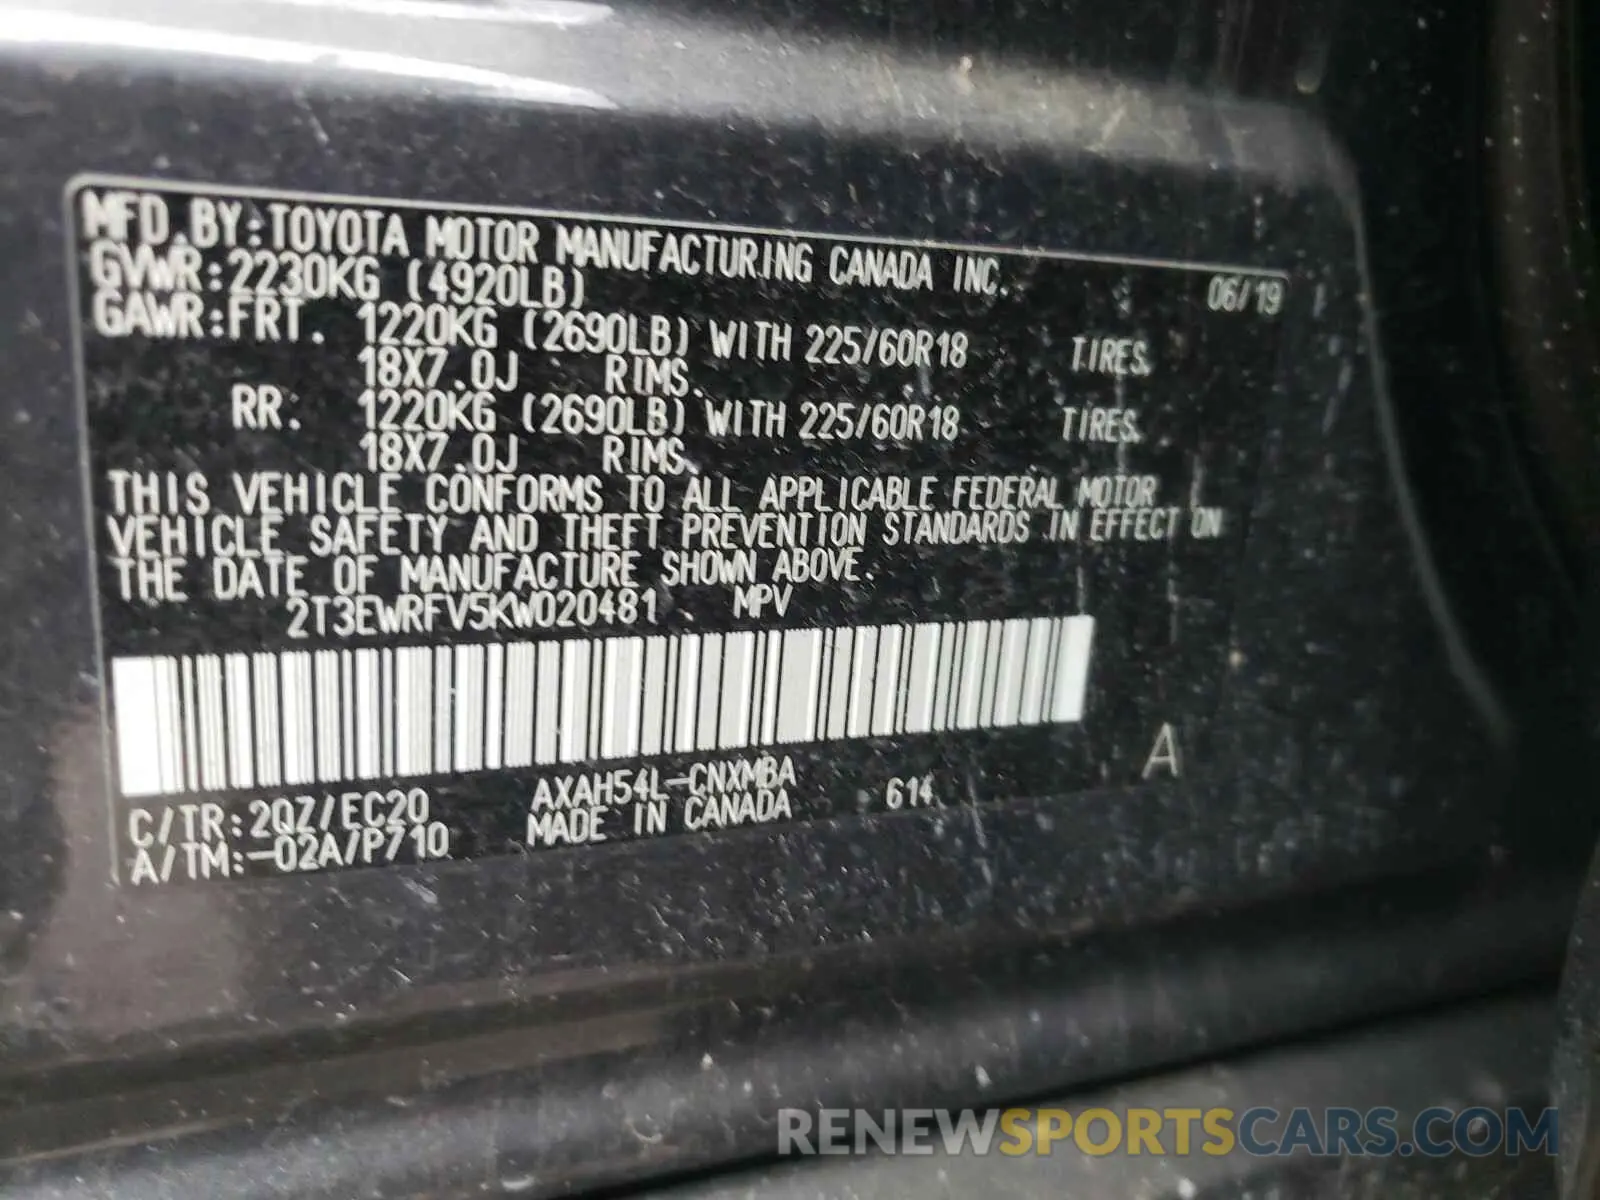 MFD.BY:TOYOTA MOTOR MANUFACTURING CANADA INC. 06/19
GVWR:2230KG (4920LB)
GAWR:FRT. 1220KG (2690LB) WITH 225/60R18 TIRES.
18X7.0J RIMS.
RR: 1220KG (2690LB) WITH 225/60R18 TIRES.
18X7.0J RIMS.
THIS VEHICLE CONFORMS TO ALL APPLICABLE FEDERAL MOTOR
VEHICLE SAFETY AND THEFT PREVENTION STANDARDS IN EFFECT ON
THE DATE OF MANUFACTURE SHOWN ABOVE.
2T3EWRFV5KW020481 MPV
A
C/TR:2QZ/EC20 AXAH54L-CNXMBA 614
A/TM:-02A/P710 MADE IN CANADA
RENEWSPORTSCARS.COM